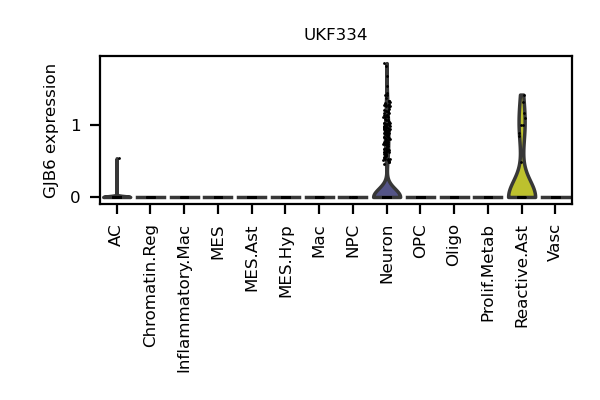 UKF334
GJB6 expression
1
0
AC
Chromatin.Reg
Inflammatory.Mac
MES
MES.Ast
MES.Hyp
Mac
NPC
Neuron
OPC
Oligo
Prolif.Metab
Reactive.Ast
Vasc